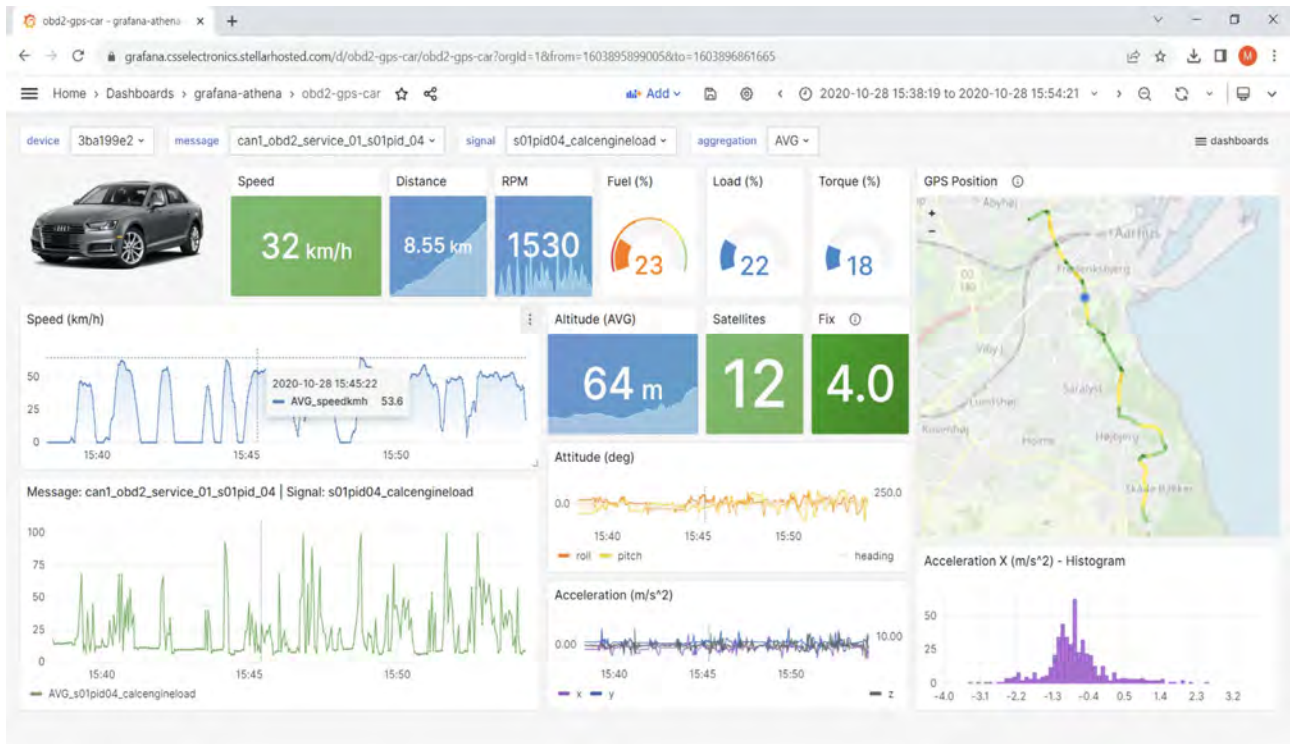 obd2-gps-car - grafana-athena
grafana.csselectronics.stellarhosted.com/d/obd2-gps-car/obd2-gps-car?orgId=1&from=1603895899005&to=1603896861665
M
Home > Dashboards > grafana-athena > obd2-gps-car
Add
2020-10-28 15:38:19 to 2020-10-28 15:54:21
device 3ba199e2 message can1_obd2_service_01_s01pid_04 signal s01pid04_calcengineload aggregation AVG dashboards
Speed Distance RPM Fuel (%) Load (%) Torque (%) GPS Position
32 km/h 8.55 km 1530 23 22 18
Åbyhøj
Aarhus
Frederiksbjerg
Viby J
Saralyst
Højbjerg
Holme
Skåde Bakker
Speed (km/h)
50
25
0
15:40 15:45 15:50
2020-10-28 15:45:22
AVG_speedkmh 53.6
Altitude (AVG) Satellites Fix
64 m 12 4.0
Attitude (deg)
0.0 250.0
15:40 15:45 15:50
roll pitch heading
Message: can1_obd2_service_01_s01pid_04 | Signal: s01pid04_calcengineload
100
75
50
25
0
15:40 15:45 15:50
AVG_s01pid04_calcengineload
Acceleration (m/s^2)
0.00 10.00
15:40 15:45 15:50
x y z
Acceleration X (m/s^2) - Histogram
50
25
0
-4.0 -3.1 -2.2 -1.3 -0.4 0.5 1.4 2.3 3.2